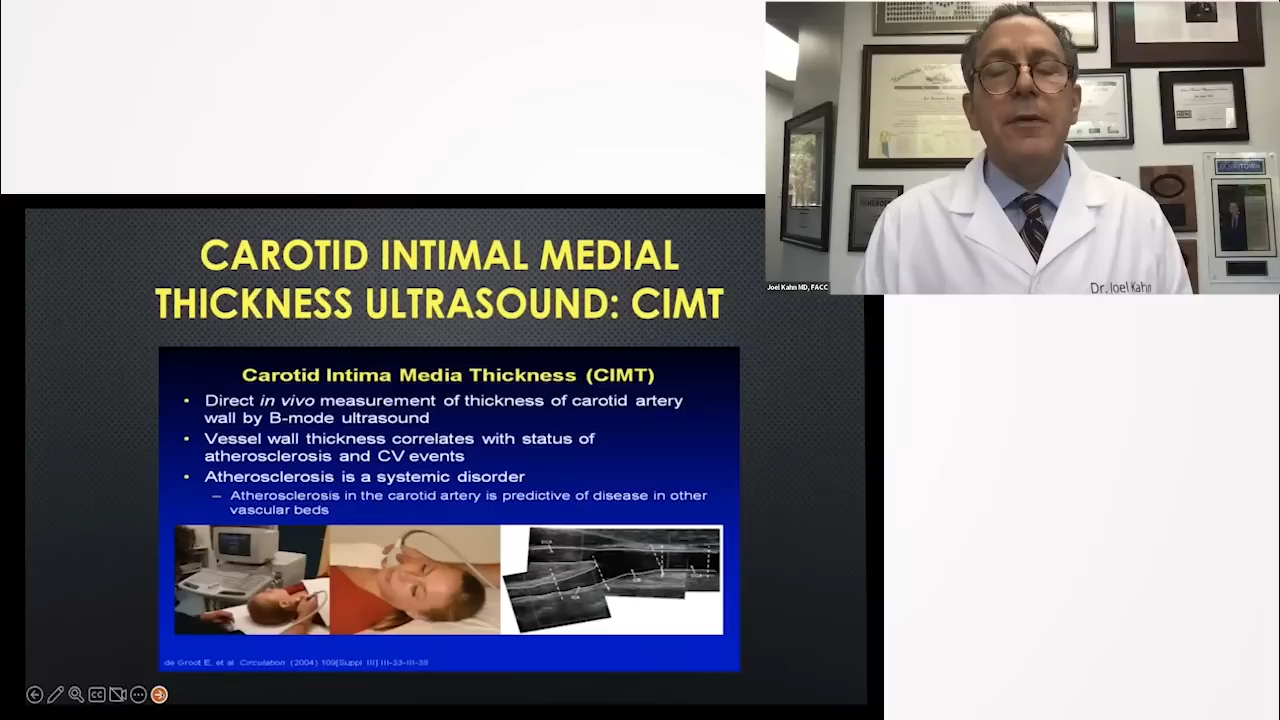 CAROTID INTIMAL MEDIAL
THICKNESS ULTRASOUND: CIMT
Carotid Intima Media Thickness (CIMT)
• Direct in vivo measurement of thickness of carotid artery
wall by B-mode ultrasound
• Vessel wall thickness correlates with status of
atherosclerosis and CV events
• Atherosclerosis is a systemic disorder
– Atherosclerosis in the carotid artery is predictive of disease in other
vascular beds
de Groot E, et al Circulation (2004) 109[Suppl III] III-33-III-38
CC
Joel Kahn MD, FACC
Dr. Joel Kahn